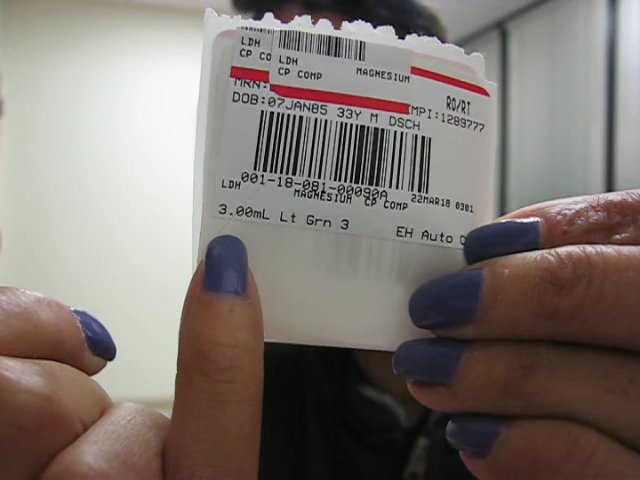 LDH
CP CO
LDH
CP COMP MAGNESIUM
MRN: RO/RT
DOB:07JAN85 33Y M DSCH MPI:1289777
001-18-081-00090A
LDH MAGNESIUM CP COMP 22MAR18 0301
3.00mL Lt Grn 3 EH Auto